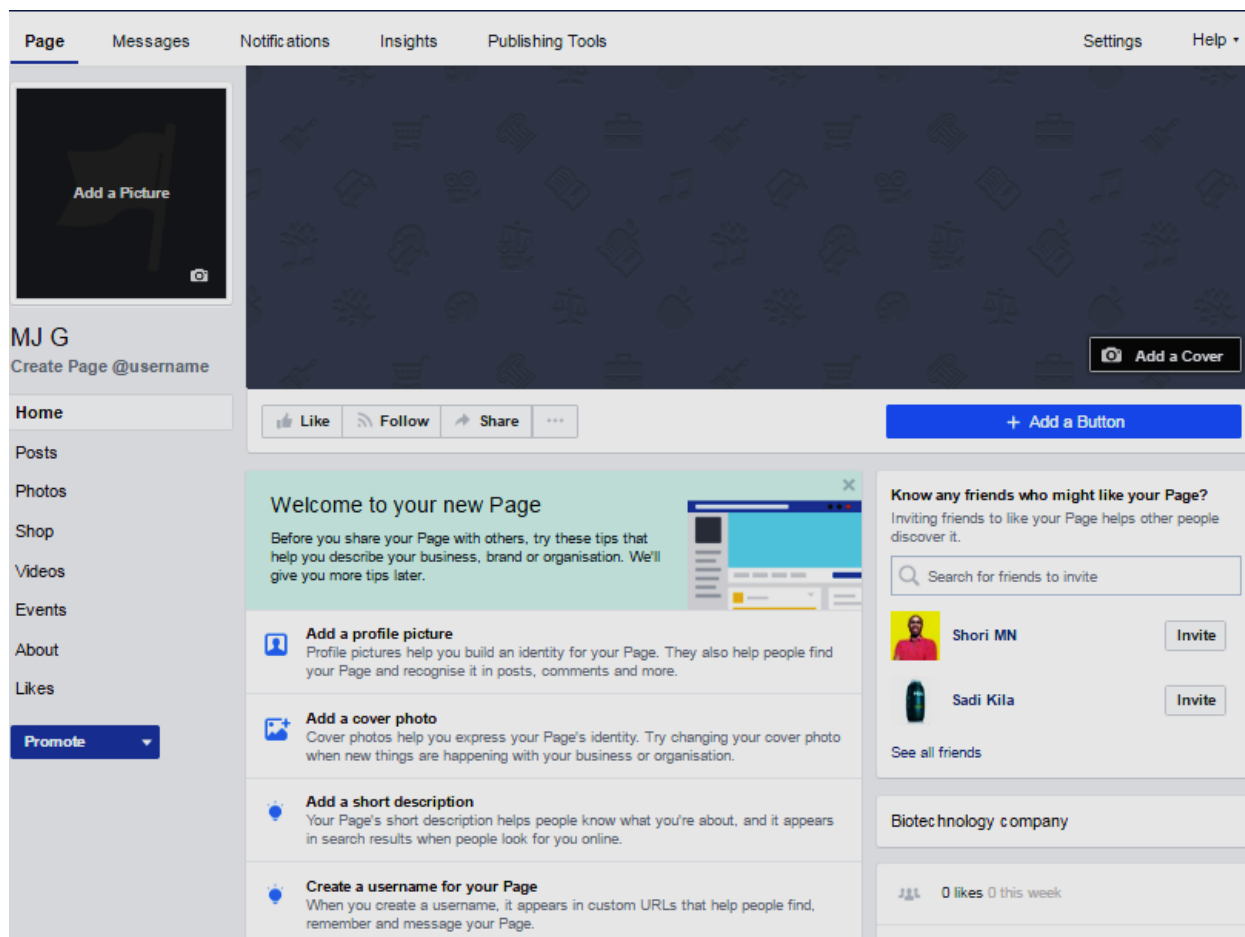 Page
Messages
Notifications
Insights
Publishing Tools
Settings
Help
Add a Picture
MJ G
Create Page @username
Home
Posts
Photos
Shop
Videos
Events
About
Likes
Promote
Add a Cover
Like
Follow
Share
...
+ Add a Button
Welcome to your new Page
Before you share your Page with others, try these tips that
help you describe your business, brand or organisation. We'll
give you more tips later.
Add a profile picture
Profile pictures help you build an identity for your Page. They also help people find
your Page and recognise it in posts, comments and more.
Add a cover photo
Cover photos help you express your Page's identity. Try changing your cover photo
when new things are happening with your business or organisation.
Add a short description
Your Page's short description helps people know what you're about, and it appears
in search results when people look for you online.
Create a username for your Page
When you create a username, it appears in custom URLs that help people find,
remember and message your Page.
Know any friends who might like your Page?
Inviting friends to like your Page helps other people
discover it.
Search for friends to invite
Shori MN
Invite
Sadi Kila
Invite
See all friends
Biotechnology company
0 likes 0 this week